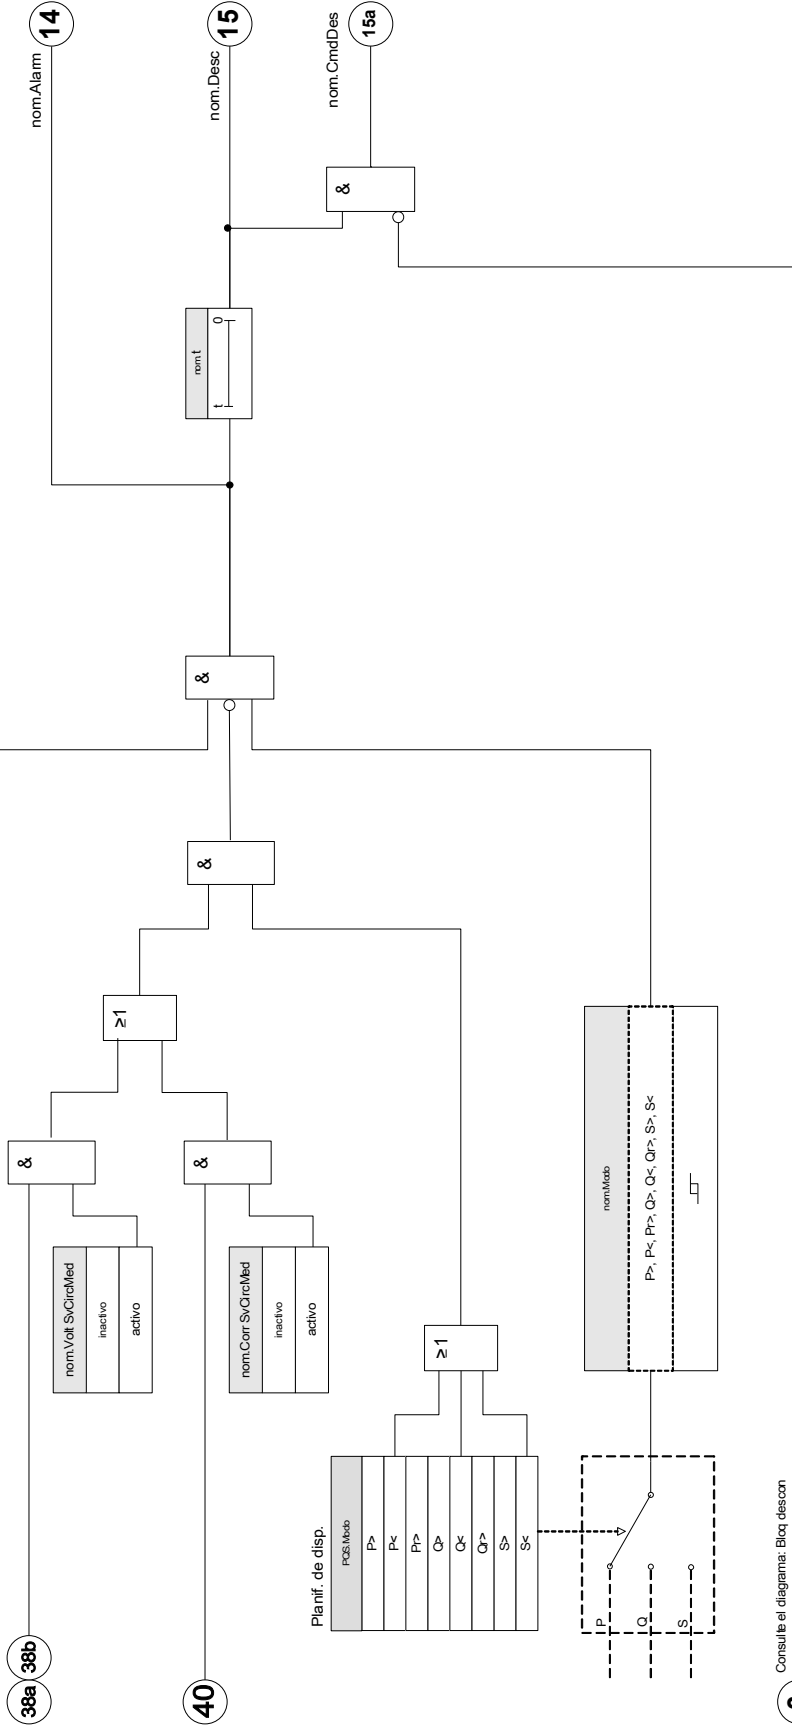 14
nom.Alarm
15
nom.Desc
15a
nom.CmdDes
&
nom.t
t
0
&
&
≥1
&
&
38a
38b
nom.Volt SvCircMed
inactivo
activo
40
nom.Corr SvCircMed
inactivo
activo
≥1
Planif. de disp.
PQS.Modo
P>
P<
Pr>
Q>
Q<
Qr>
S>
S<
nom.Modo
P>, P<, Pr>, Q>, Q<, Qr>, S>, S<
P
Q
S
Consulte el diagrama: Bloq descon